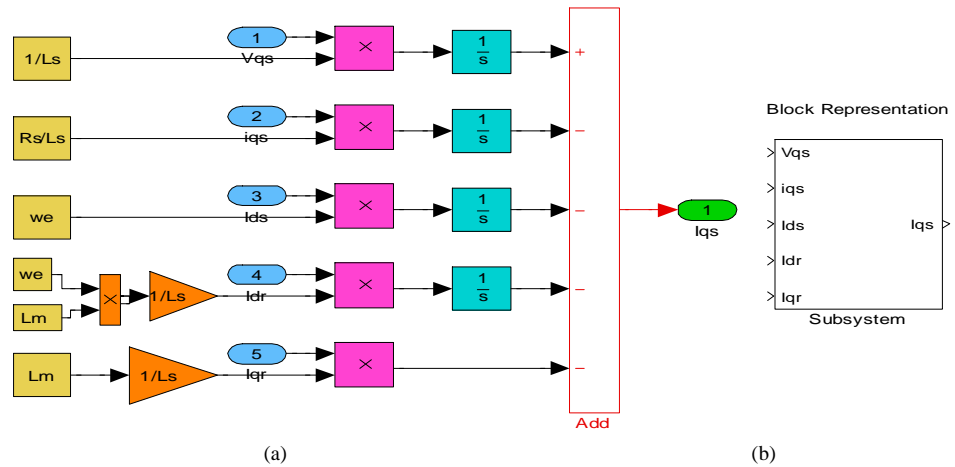 1/Ls
1
Vqs
×
1
s
+
Rs/Ls
2
iqs
×
1
s
−
we
3
Ids
×
1
s
−
we
Lm
×
1/Ls
4
Idr
×
1
s
−
Lm
1/Ls
5
Iqr
×
−
Add
1
Iqs
Block Representation
Vqs
iqs
Ids
Idr
Iqr
Iqs
Subsystem
(a)
(b)